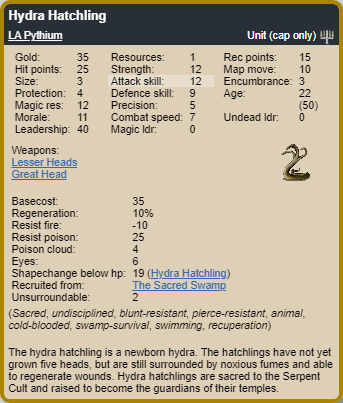 Hydra Hatchling
LA Pythium Unit (cap only)
Gold: 35 Resources: 1 Rec points: 15
Hit points: 25 Strength: 12 Map move: 10
Size: 3 Attack skill: 12 Encumbrance: 3
Protection: 4 Defence skill: 9 Age: 22
Magic res: 12 Precision: 5 (50)
Morale: 11 Combat speed: 7 Undead ldr: 0
Leadership: 40 Magic ldr: 0
Weapons:
Lesser Heads
Great Head
Basecost: 35
Regeneration: 10%
Resist fire: -10
Resist poison: 25
Poison cloud: 4
Eyes: 6
Shapechange below hp: 19 (Hydra Hatchling)
Recruited from: The Sacred Swamp
Unsurroundable: 2
(Sacred, undisciplined, blunt-resistant, pierce-resistant, animal,
cold-blooded, swamp-survival, swimming, recuperation)
The hydra hatchling is a newborn hydra. The hatchlings have not yet
grown five heads, but are still surrounded by noxious fumes and able
to regenerate wounds. Hydra hatchlings are sacred to the Serpent
Cult and raised to become the guardians of their temples.